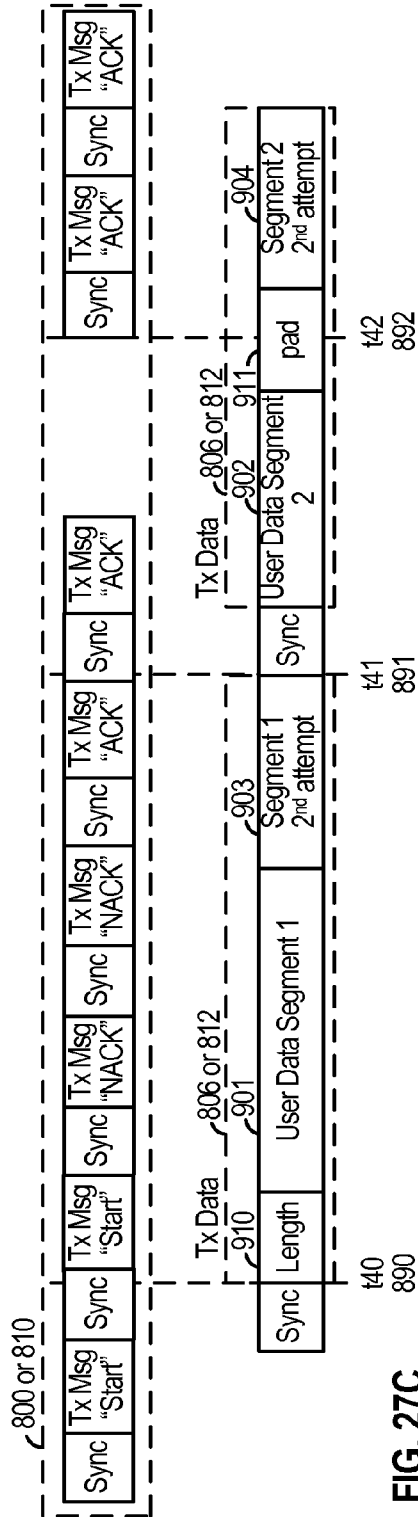 800 or 810
Sync
Tx Msg
"Start"
Sync
Tx Msg
"Start"
Sync
Tx Msg
"NACK"
Sync
Tx Msg
"NACK"
Sync
Tx Msg
"ACK"
Sync
Tx Msg
"ACK"
Sync
Tx Msg
"ACK"
Sync
Tx Msg
"ACK"
Tx Data
806 or 812
910
901
903
Sync
Length
User Data Segment 1
Segment 1
2nd attempt
Tx Data
806 or 812
902
911
904
Sync
User Data Segment
2
pad
Segment 2
2nd attempt
t40
890
t41
891
t42
892
FIG. 27C